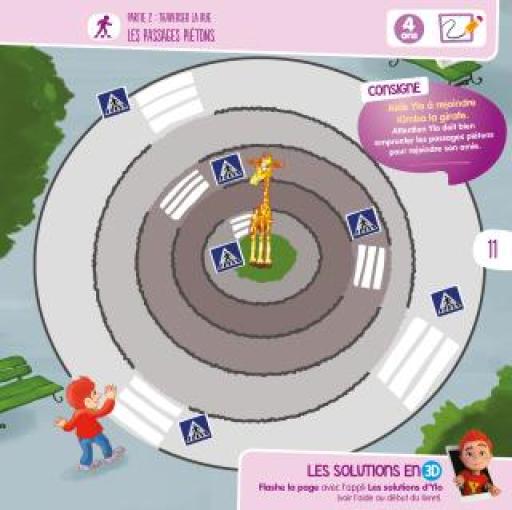 PARTIE 2 : TRAVERSER LA RUE
LES PASSAGES PIÉTONS
4
ans
CONSIGNE
Aide Ylo à rejoindre
Kimba la girafe.
Attention Ylo doit bien
emprunter les passages piétons
pour rejoindre son amie.
11
LES SOLUTIONS EN 3D
Flashe la page avec l'appli Les solutions d'Ylo
(voir l'aide au début du livret)